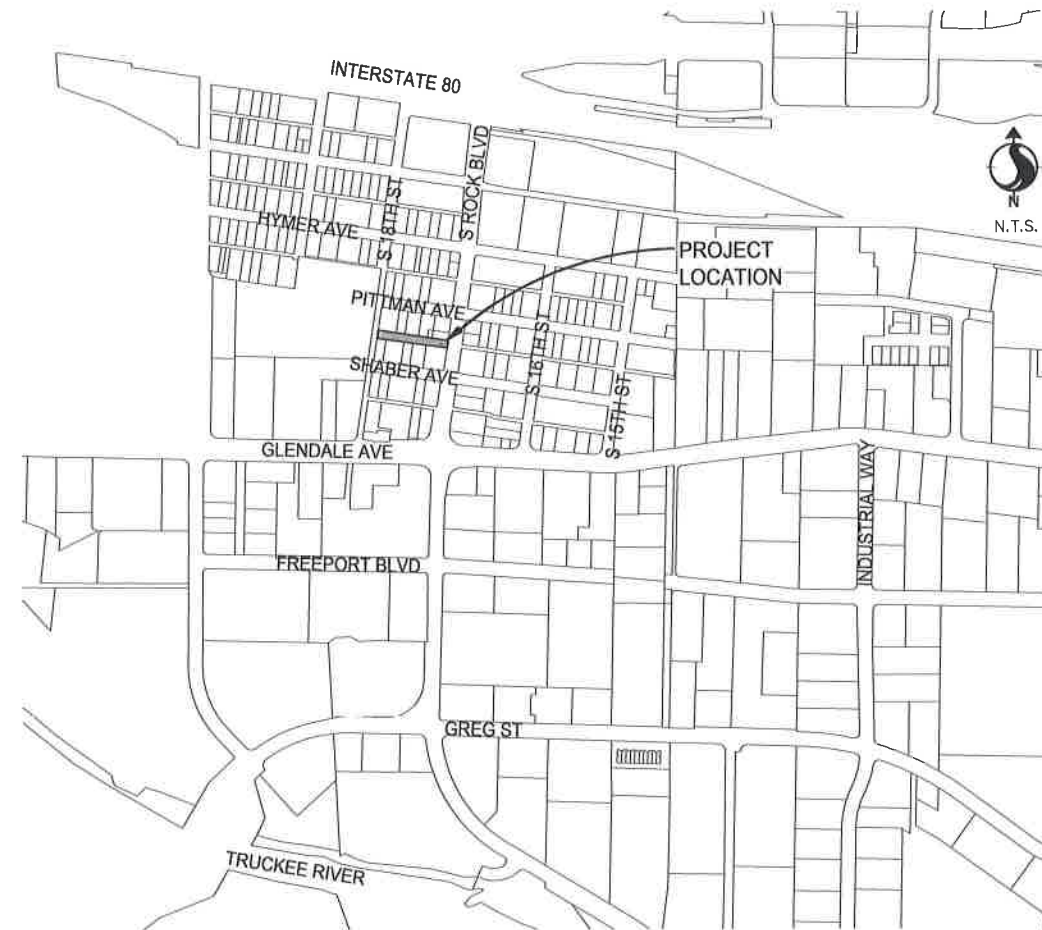 INTERSTATE 80
S 18TH ST
S ROCK BLVD
N
N.T.S.
HYMER AVE
PROJECT
LOCATION
PITTMAN AVE
S 16TH ST
SHABER AVE
S 15TH ST
GLENDALE AVE
INDUSTRIAL WAY
FREEPORT BLVD
GREG ST
TRUCKEE RIVER